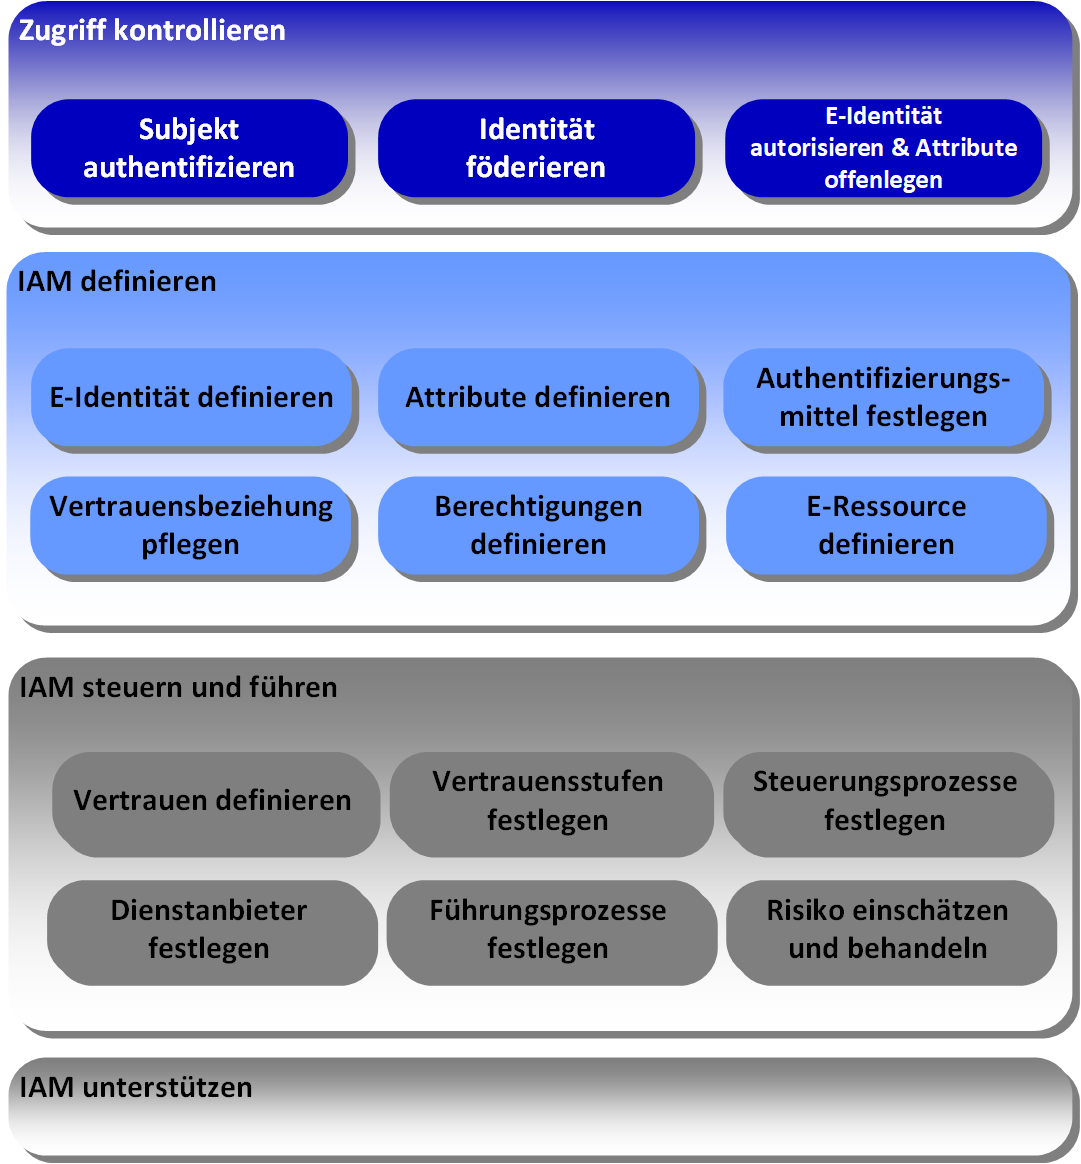 Zugriff kontrollieren
Subjekt
authentifizieren
Identität
föderieren
E-Identität
autorisieren & Attribute
offenlegen
IAM definieren
E-Identität definieren
Attribute definieren
Authentifizierungs-
mittel festlegen
Vertrauensbeziehung
pflegen
Berechtigungen
definieren
E-Ressource
definieren
IAM steuern und führen
Vertrauen definieren
Vertrauensstufen
festlegen
Steuerungsprozesse
festlegen
Dienstanbieter
festlegen
Führungsprozesse
festlegen
Risiko einschätzen
und behandeln
IAM unterstützen